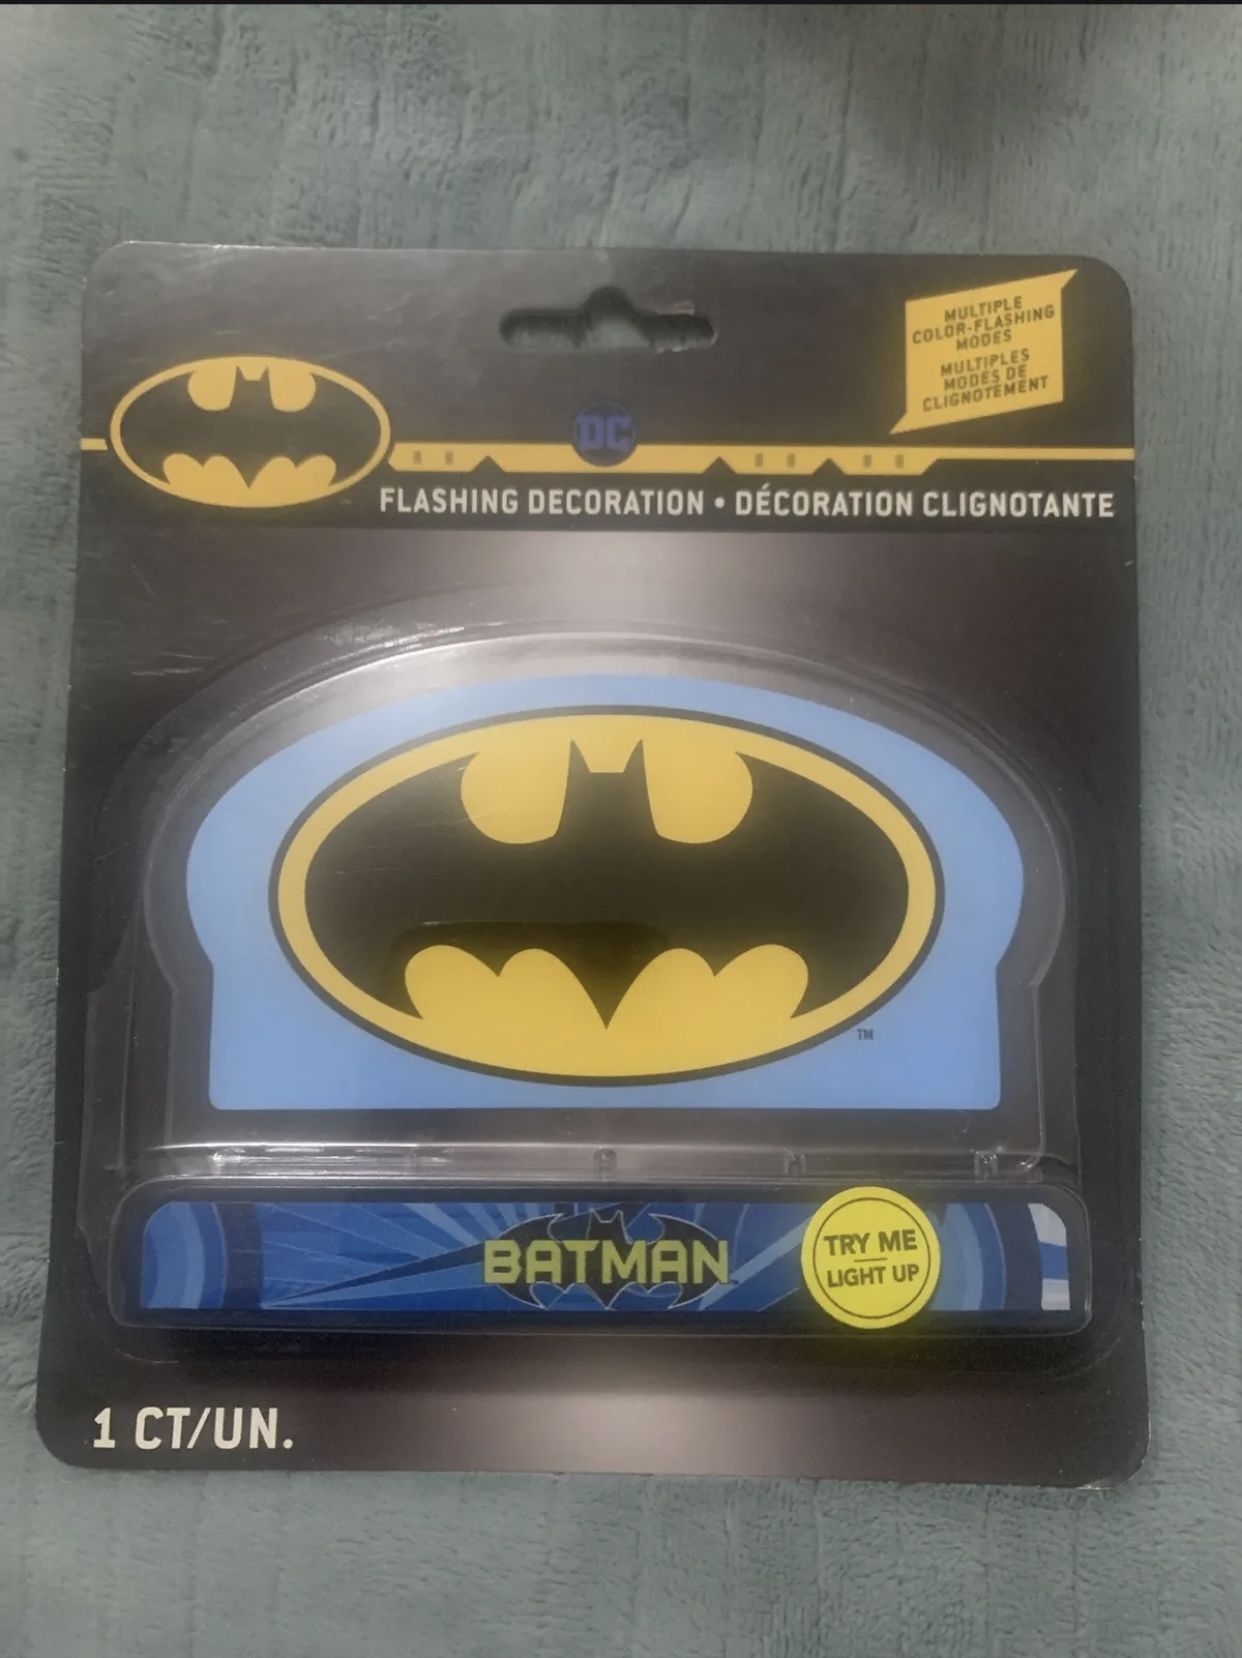 MULTIPLE
COLOR-FLASHING
MODES
MULTIPLES
MODES DE
CLIGNOTEMENT
DC
FLASHING DECORATION • DÉCORATION CLIGNOTANTE
TM
BATMAN
TRY ME
LIGHT UP
1 CT/UN.